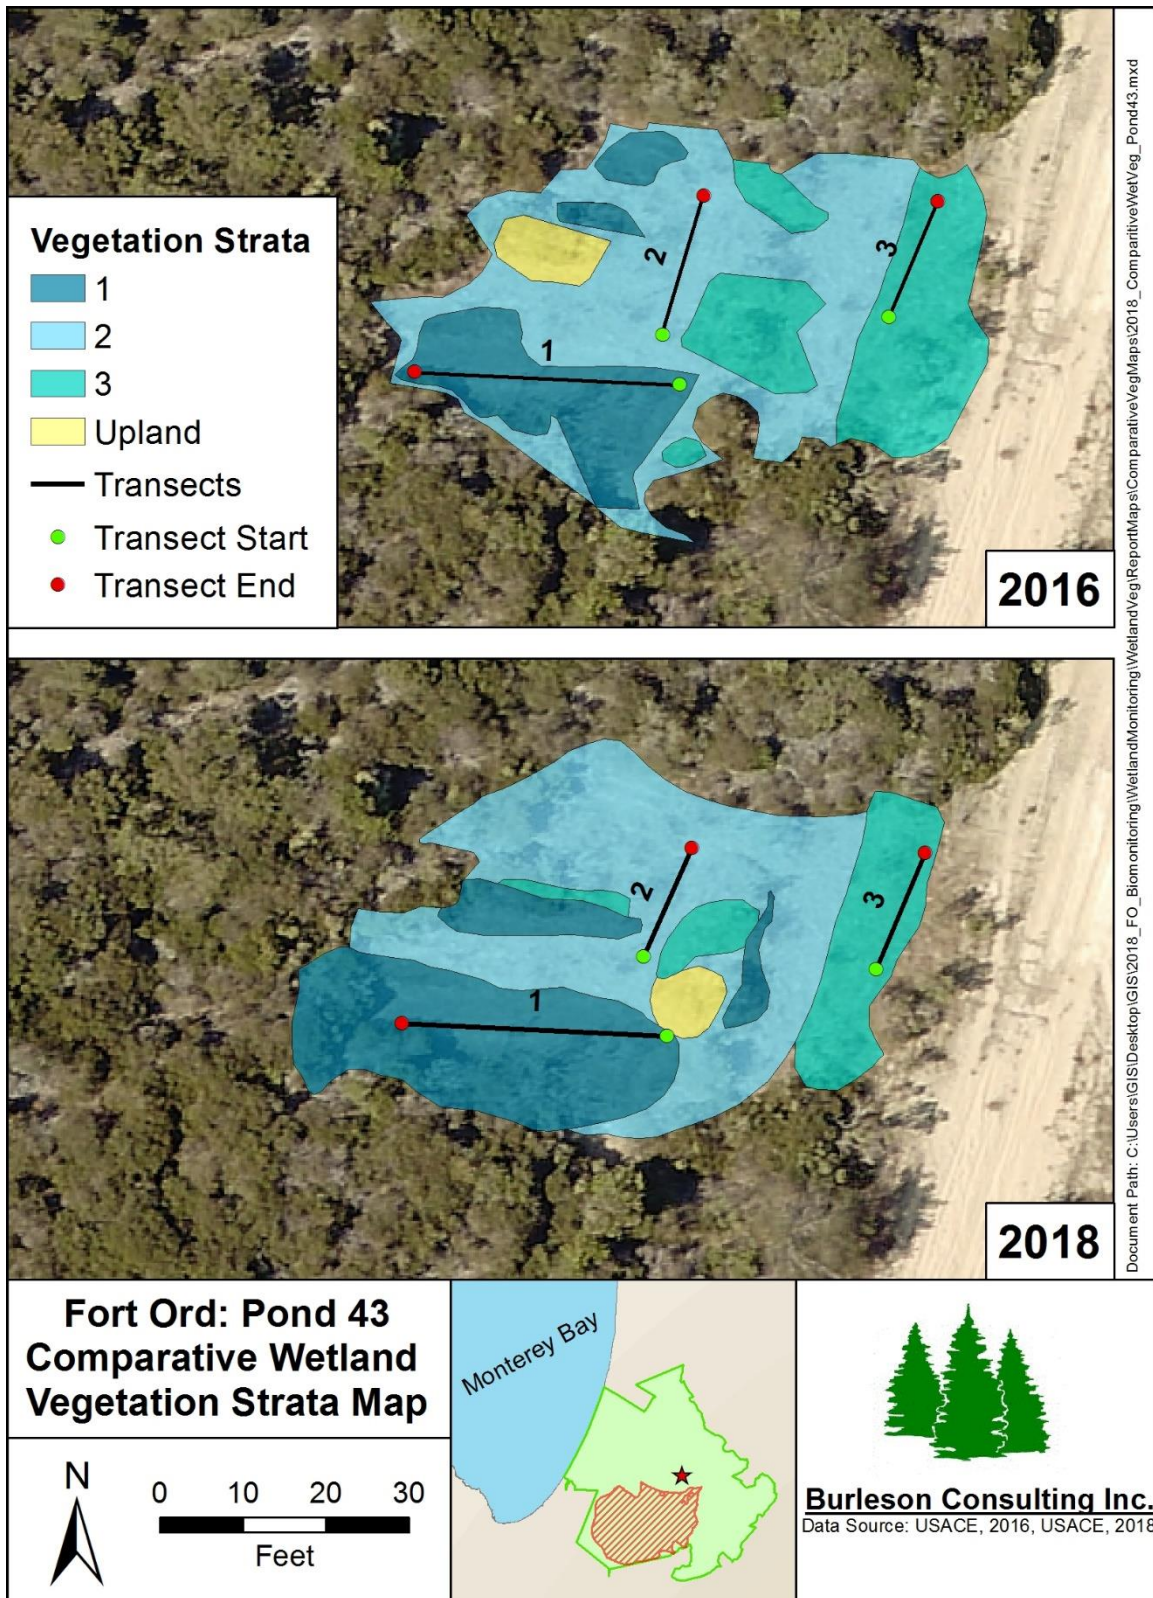 Vegetation Strata
1
2
3
Upland
Transects
Transect Start
Transect End
1
2
3
2016
1
2
3
2018
Document Path: C:\Users\GIS\Desktop\GIS\2018_FO_Biomonitoring\WetlandMonitoring\WetlandVeg\ReportMaps\ComparativeVegMaps\2018_ComparitiveWetVeg_Pond43.mxd
Fort Ord: Pond 43
Comparative Wetland
Vegetation Strata Map
N
0 10 20 30
Feet
Monterey Bay
Burleson Consulting Inc.
Data Source: USACE, 2016, USACE, 2018